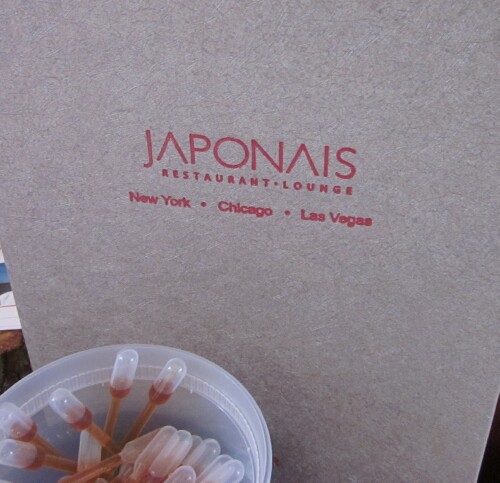 JAPONAIS
RESTAURANT • LOUNGE
New York • Chicago • Las Vegas